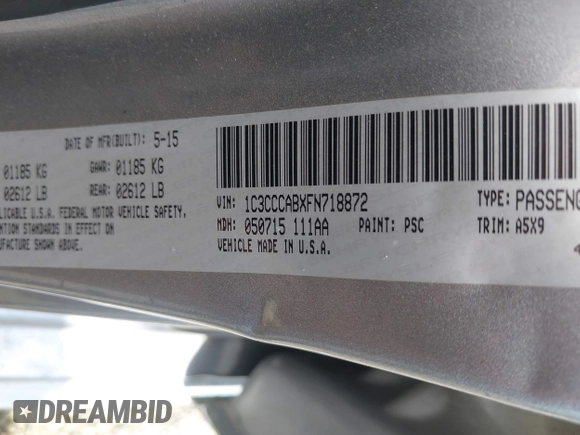 DATE OF MFR(BUILT): 5-15
01185 KG GAWR: 01185 KG
02612 LB REAR: 02612 LB
LICABLE U.S.A. FEDERAL MOTOR VEHICLE SAFETY,
NTION STANDARDS IN EFFECT ON
FACTURE SHOWN ABOVE.
VIN: 1C3CCCABXFN718872 TYPE: PASSENG
MDH: 050715 111AA PAINT: PSC TRIM: A5X9
VEHICLE MADE IN U.S.A.
DREAMBID